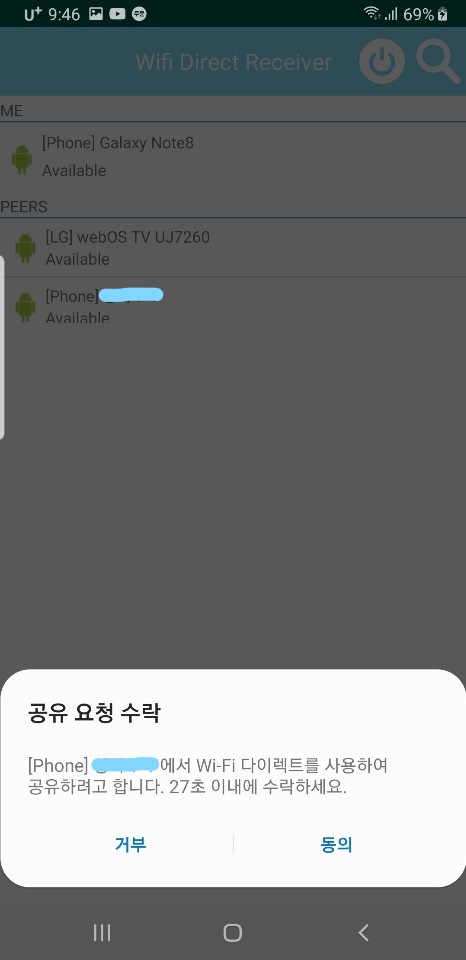 U+ 9:46 69%
Wifi Direct Receiver
ME
[Phone] Galaxy Note8
Available
PEERS
[LG] webOS TV UJ7260
Available
[Phone]
Available
공유 요청 수락
[Phone] 에서 Wi-Fi 다이렉트를 사용하여
공유하려고 합니다. 27초 이내에 수락하세요.
거부 동의